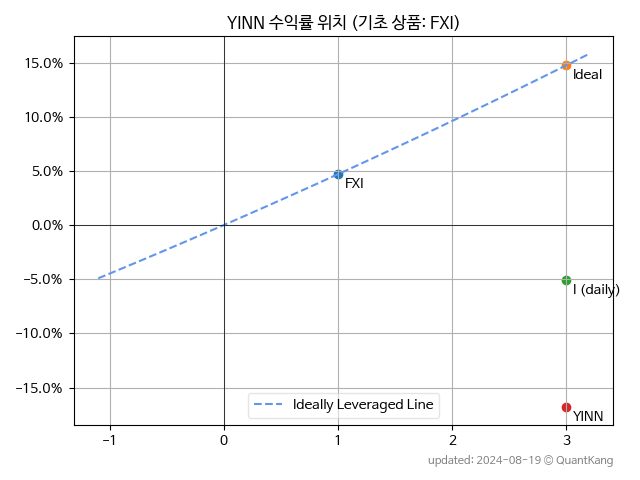 YINN 수익률 위치 (기초 상품: FXI)
15.0%
10.0%
5.0%
0.0%
−5.0%
−10.0%
−15.0%
Ideal
FXI
I (daily)
YINN
Ideally Leveraged Line
−1
0
1
2
3
updated: 2024-08-19 © QuantKang